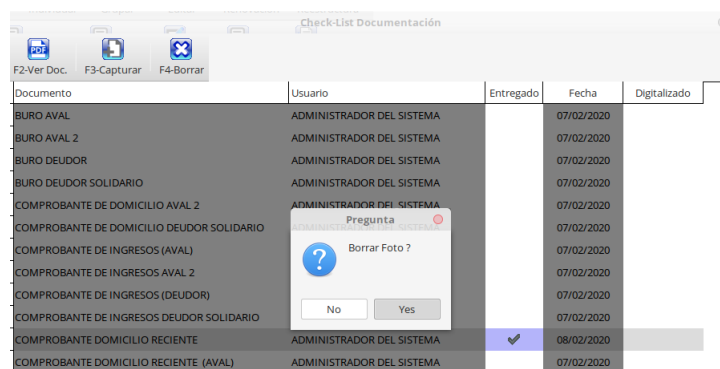 Check-List Documentación
PDF
F2-Ver Doc. F3-Capturar F4-Borrar
Documento Usuario Entregado Fecha Digitalizado
BURO AVAL ADMINISTRADOR DEL SISTEMA 07/02/2020
BURO AVAL 2 ADMINISTRADOR DEL SISTEMA 07/02/2020
BURO DEUDOR ADMINISTRADOR DEL SISTEMA 07/02/2020
BURO DEUDOR SOLIDARIO ADMINISTRADOR DEL SISTEMA 07/02/2020
COMPROBANTE DE DOMICILIO AVAL 2 ADMINISTRADOR DEL SISTEMA 07/02/2020
COMPROBANTE DE DOMICILIO DEUDOR SOLIDARIO 07/02/2020
COMPROBANTE DE INGRESOS (AVAL) 07/02/2020
COMPROBANTE DE INGRESOS AVAL 2 07/02/2020
COMPROBANTE DE INGRESOS (DEUDOR) 07/02/2020
COMPROBANTE DE INGRESOS DEUDOR SOLIDARIO 07/02/2020
COMPROBANTE DOMICILIO RECIENTE ADMINISTRADOR DEL SISTEMA 08/02/2020
COMPROBANTE DOMICILIO RECIENTE (AVAL) ADMINISTRADOR DEL SISTEMA 07/02/2020
Pregunta
Borrar Foto ?
No Yes